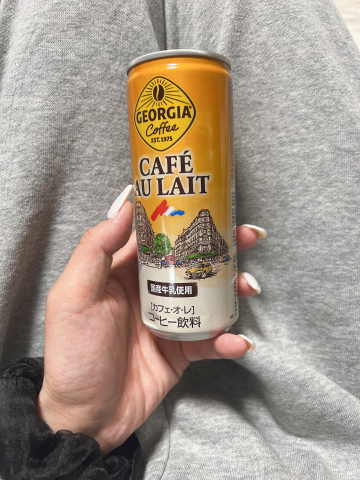 GEORGIA
Coffee
EST. 1975
CAFÉ
AU LAIT
国産牛乳使用
[カフェ・オ・レ]
コーヒー飲料